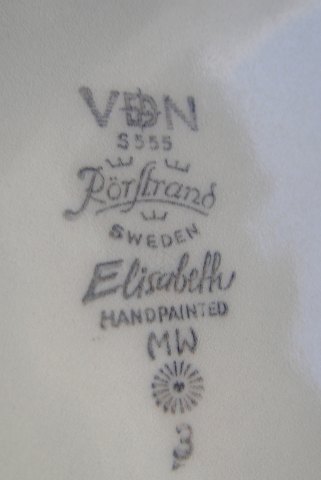 VDN
S555
Rörstrand
SWEDEN
Elisabeth
HANDPAINTED
MW
3